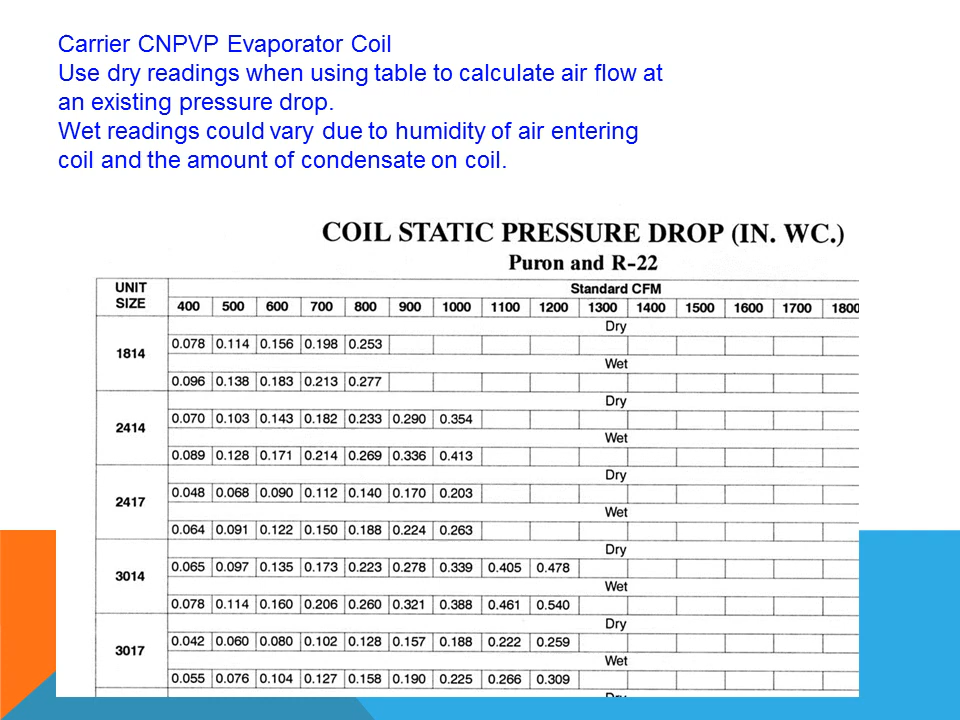 Carrier CNPVP Evaporator Coil
Use dry readings when using table to calculate air flow at
an existing pressure drop.
Wet readings could vary due to humidity of air entering
coil and the amount of condensate on coil.
COIL STATIC PRESSURE DROP (IN. WC.)
Puron and R-22
UNIT SIZE Standard CFM
400 500 600 700 800 900 1000 1100 1200 1300 1400 1500 1600 1700 1800
1814
Dry
0.078 0.114 0.156 0.198 0.253
Wet
0.096 0.138 0.183 0.213 0.277
2414
Dry
0.070 0.103 0.143 0.182 0.233 0.290 0.354
Wet
0.089 0.128 0.171 0.214 0.269 0.336 0.413
2417
Dry
0.048 0.068 0.090 0.112 0.140 0.170 0.203
Wet
0.064 0.091 0.122 0.150 0.188 0.224 0.263
3014
Dry
0.065 0.097 0.135 0.173 0.223 0.278 0.339 0.405 0.478
Wet
0.078 0.114 0.160 0.206 0.260 0.321 0.388 0.461 0.540
3017
Dry
0.042 0.060 0.080 0.102 0.128 0.157 0.188 0.222 0.259
Wet
0.055 0.076 0.104 0.127 0.158 0.190 0.225 0.266 0.309